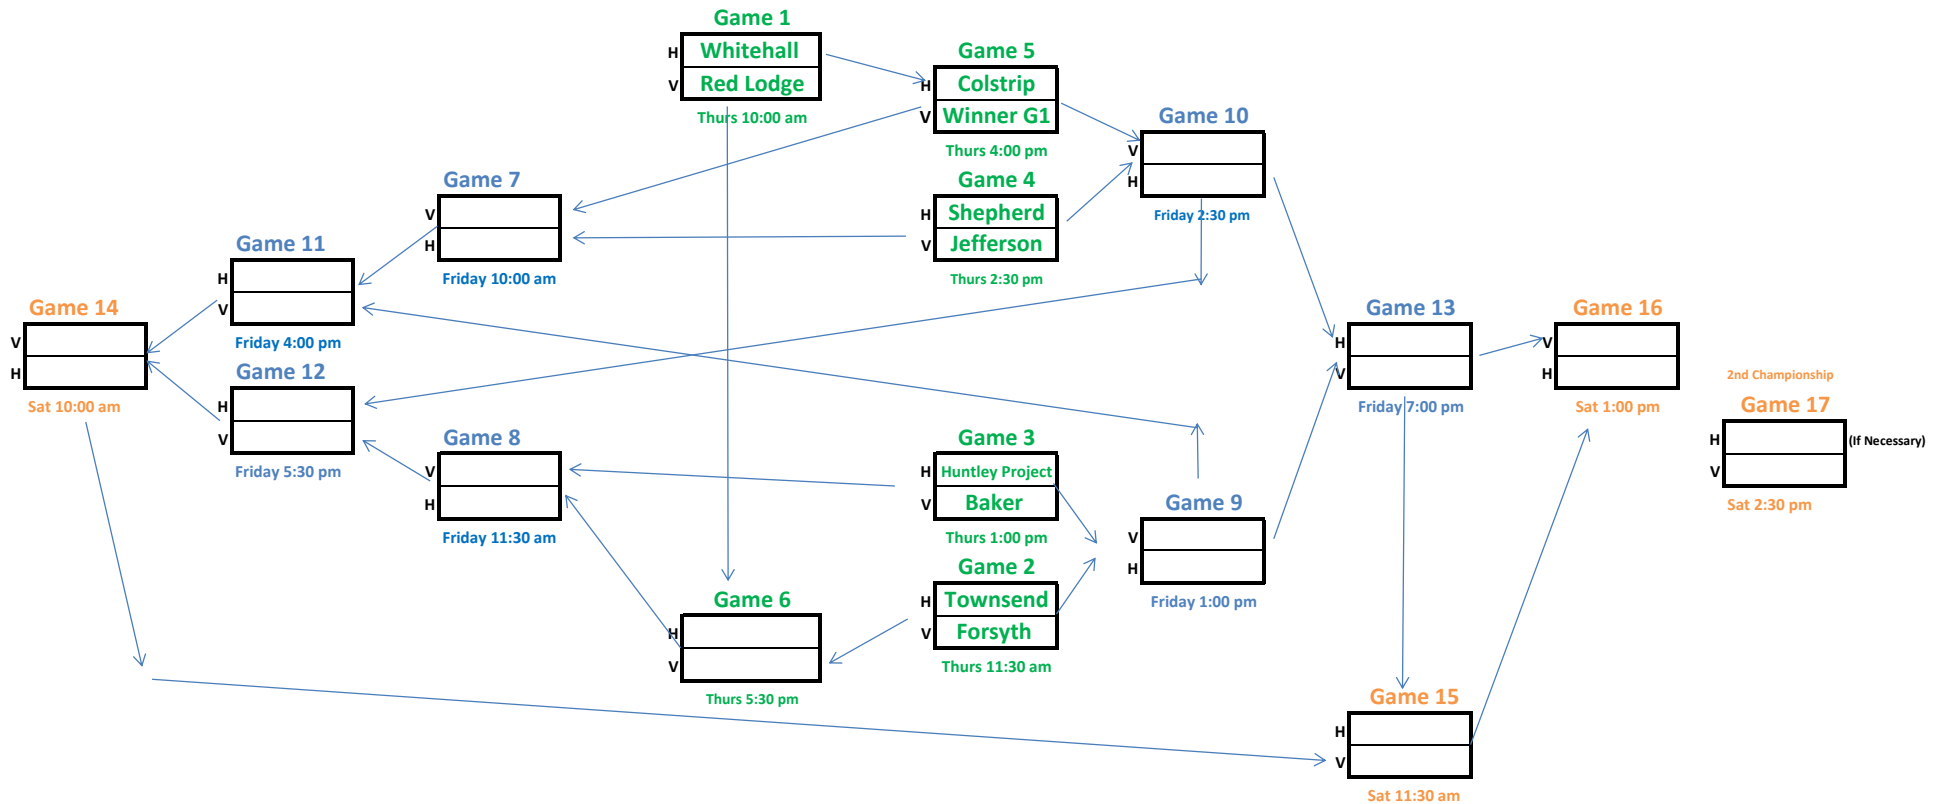 Game 1
H Whitehall
V Red Lodge
Thurs 10:00 am
Game 5
H Colstrip
V Winner G1
Thurs 4:00 pm
Game 10
V
H
Friday 2:30 pm
Game 7
V
H
Friday 10:00 am
Game 4
H Shepherd
V Jefferson
Thurs 2:30 pm
Game 11
H
V
Friday 4:00 pm
Game 14
V
H
Sat 10:00 am
Game 12
H
V
Friday 5:30 pm
Game 13
H
V
Friday 7:00 pm
Game 16
V
H
Sat 1:00 pm
2nd Championship
Game 17
H (If Necessary)
V
Sat 2:30 pm
Game 8
V
H
Friday 11:30 am
Game 3
H Huntley Project
V Baker
Thurs 1:00 pm
Game 9
V
H
Friday 1:00 pm
Game 2
H Townsend
V Forsyth
Thurs 11:30 am
Game 6
H
V
Thurs 5:30 pm
Game 15
H
V
Sat 11:30 am